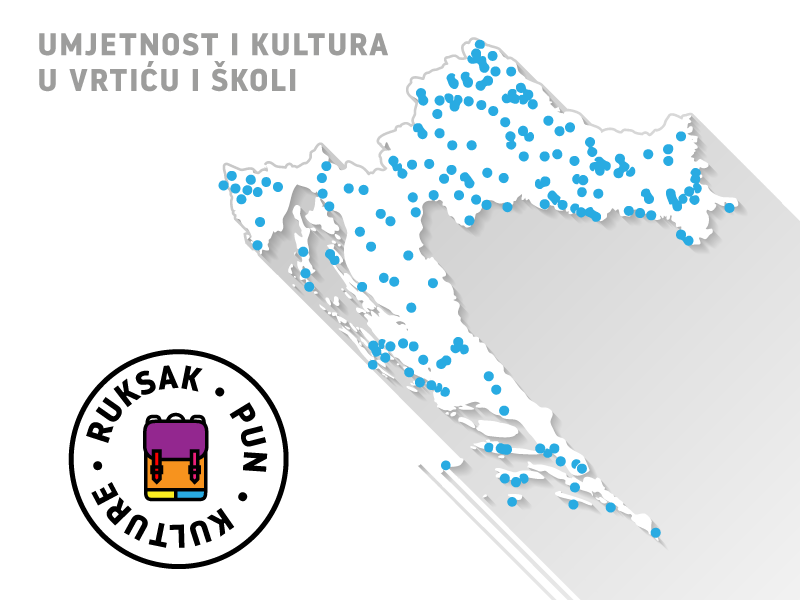 UMJETNOST I KULTURA
U VRTIĆU I ŠKOLI
RUKSAK • PUN • KULTURE •